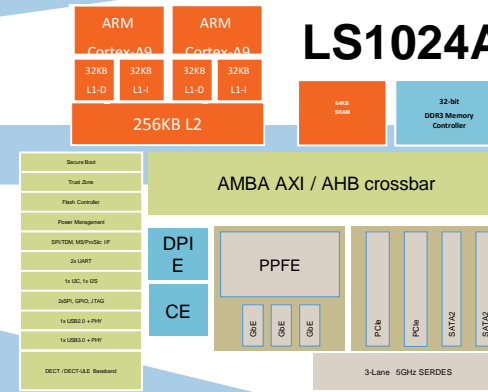 LS1024A
ARM
Cortex-A9
ARM
Cortex-A9
32KB
L1-D
32KB
L1-I
32KB
L1-D
32KB
L1-I
256KB L2
64KB
SRAM
32-bit
DDR3 Memory
Controller
Secure Boot
Trust Zone
Flash Controller
Power Management
SPI/TDM, MS/ProSlic I/F
2x UART
1x I2C, 1x I2S
2xSPI, GPIO, JTAG
1x USB2.0 + PHY
1x USB3.0 + PHY
DECT / DECT-ULE Baseband
AMBA AXI / AHB crossbar
DPI
E
CE
PPFE
GbE
GbE
GbE
PCIe
PCIe
SATA2
SATA2
3-Lane 5GHz SERDES